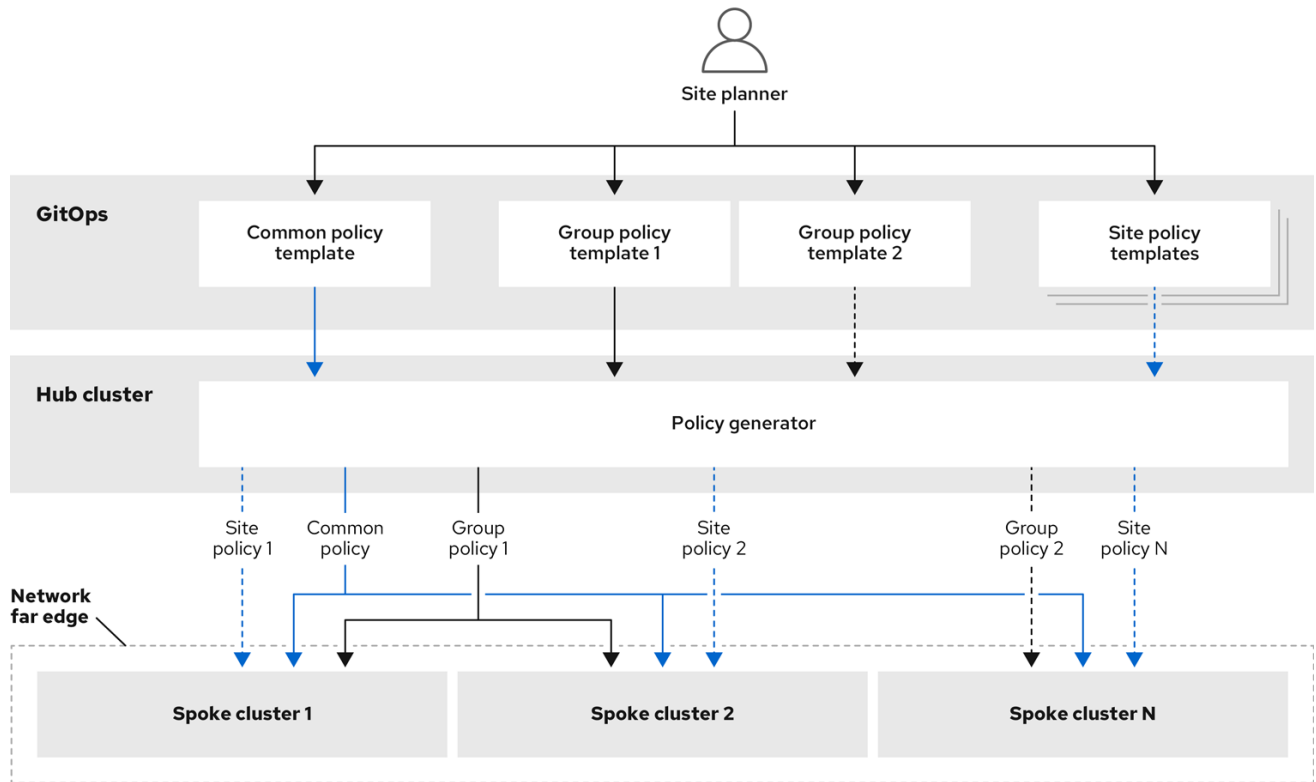 Site planner
GitOps
Common policy
template
Group policy
template 1
Group policy
template 2
Site policy
templates
Hub cluster
Policy generator
Site
policy 1
Common
policy
Group
policy 1
Site
policy 2
Group
policy 2
Site
policy N
Network
far edge
Spoke cluster 1
Spoke cluster 2
Spoke cluster N